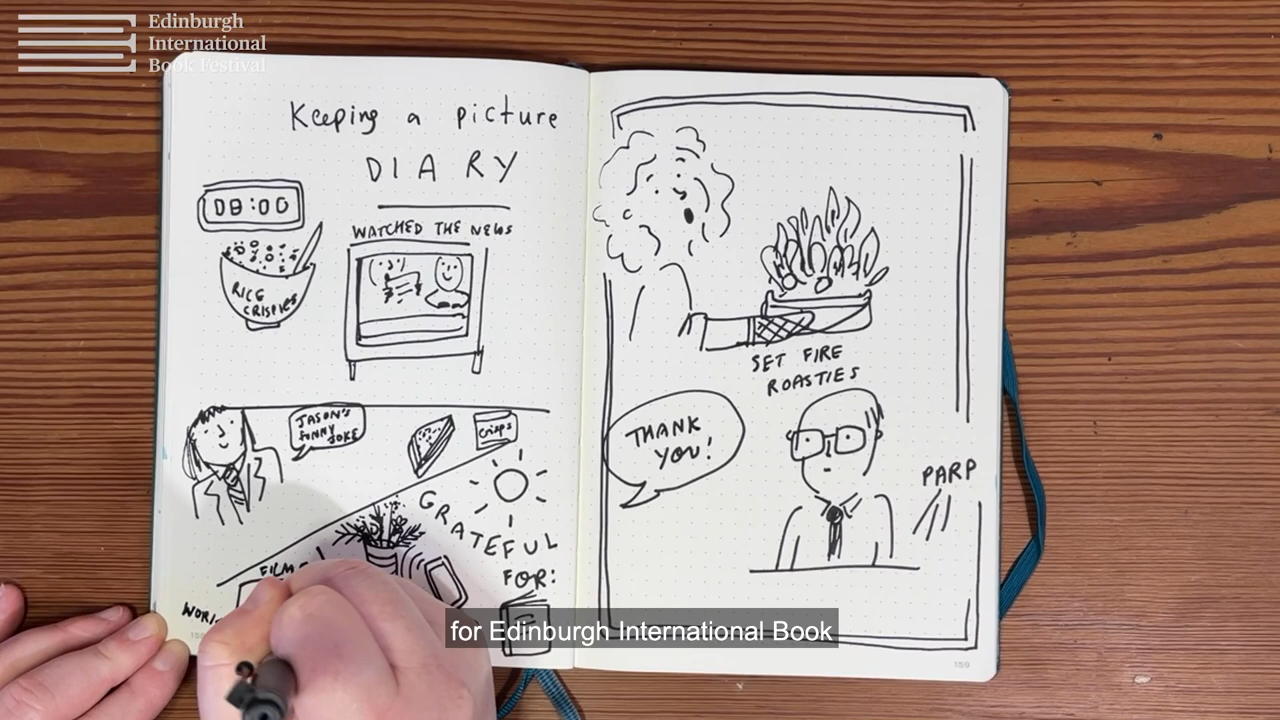 Edinburgh
International
Book Festival
Keeping a picture
DIARY
08:00
WATCHED THE NEWS
RICE
CRISPIES
JASON'S
FUNNY
JOKE
CRISPS
GRATEFUL
FOR:
SET FIRE
ROASTIES
THANK
YOU!
PARP
for Edinburgh International Book
159